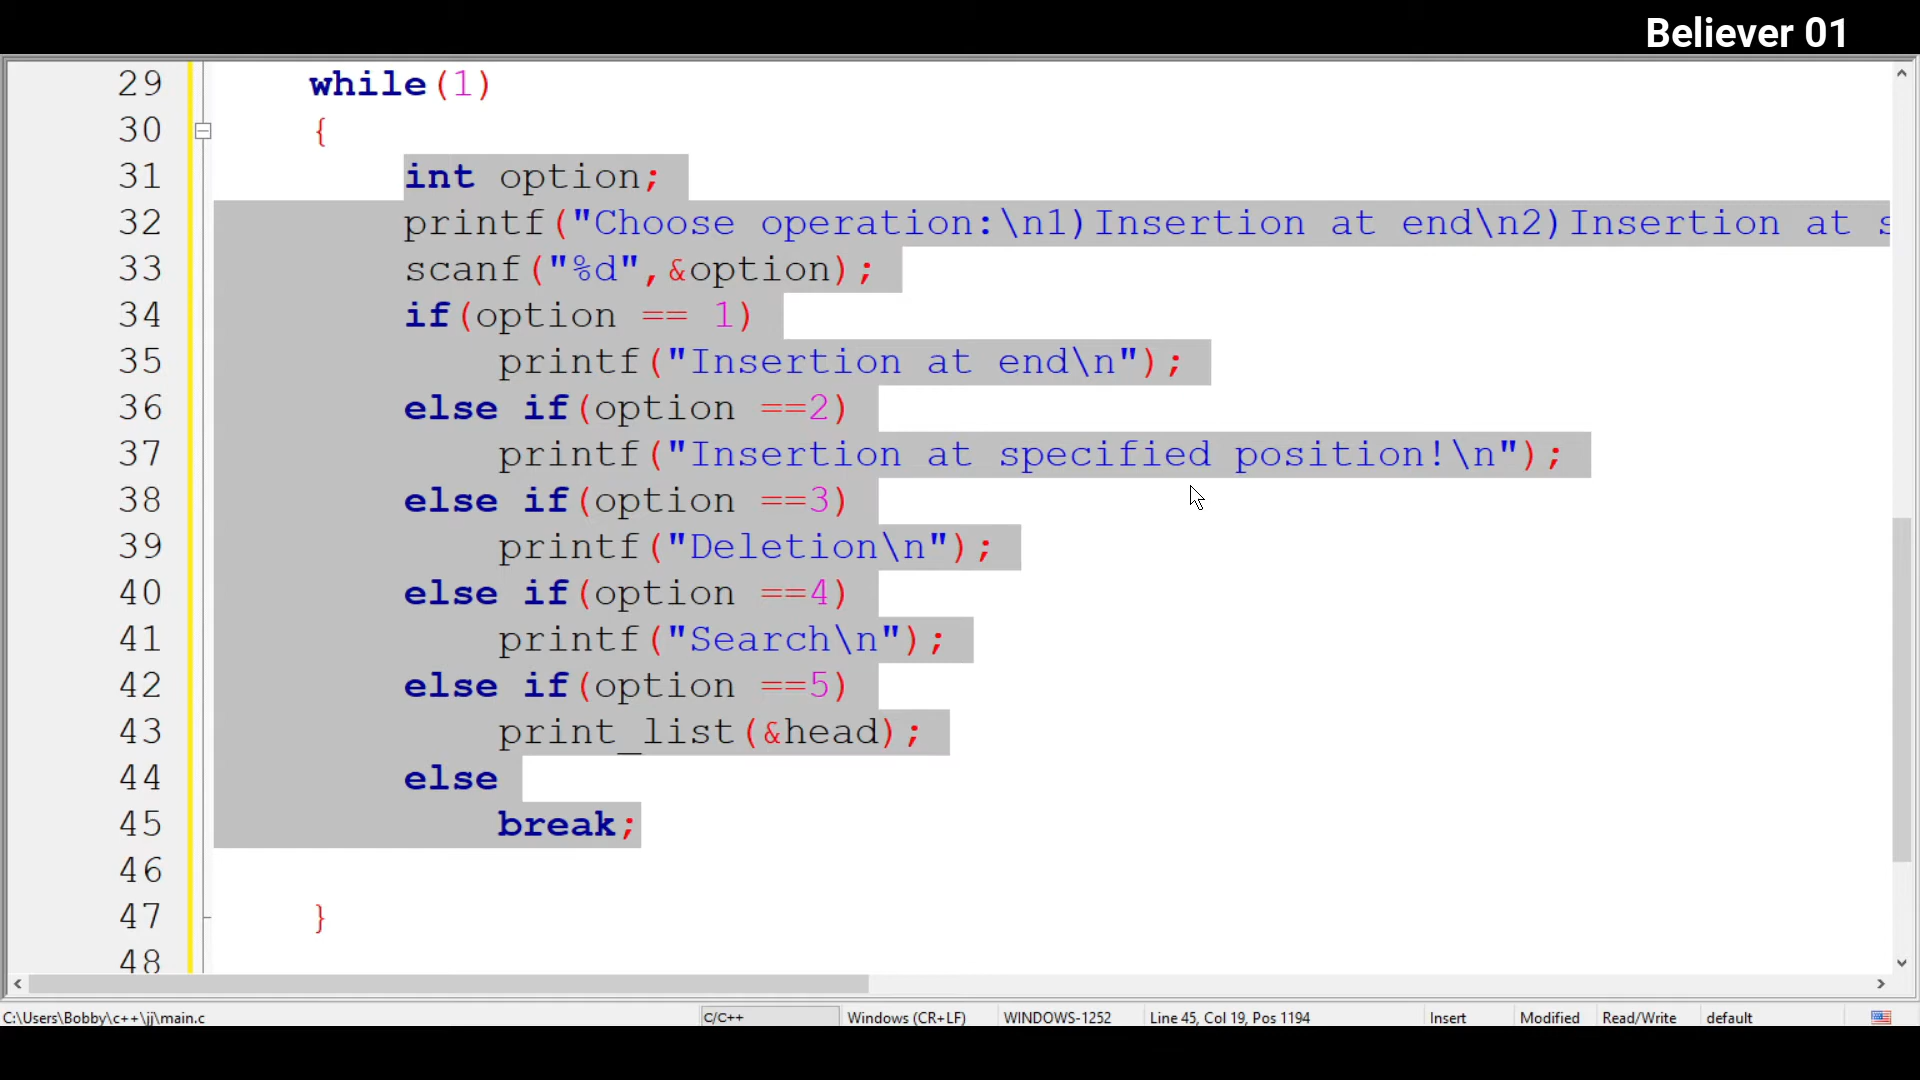 Believer 01
29 while(1)
30 {
31 int option;
32 printf("Choose operation:\n1)Insertion at end\n2)Insertion at s
33 scanf("%d",&option);
34 if(option == 1)
35 printf("Insertion at end\n");
36 else if(option ==2)
37 printf("Insertion at specified position!\n");
38 else if(option ==3)
39 printf("Deletion\n");
40 else if(option ==4)
41 printf("Search\n");
42 else if(option ==5)
43 print_list(&head);
44 else
45 break;
46
47 }
48
C:\Users\Bobby\c++\jj\main.c C/C++ Windows (CR+LF) WINDOWS-1252 Line 45, Col 19, Pos 1194 Insert Modified Read/Write default